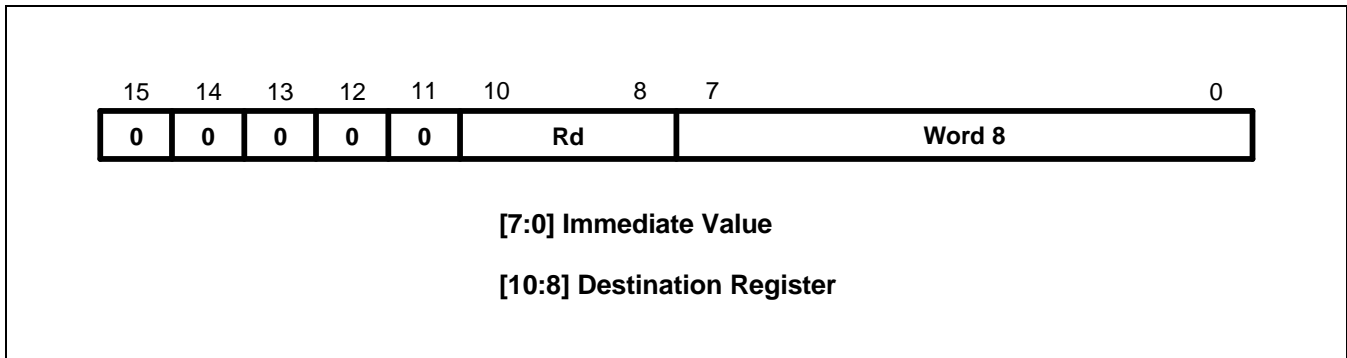 15 14 13 12 11 10 8 7 0
0 0 0 0 0 Rd Word 8
[7:0] Immediate Value
[10:8] Destination Register